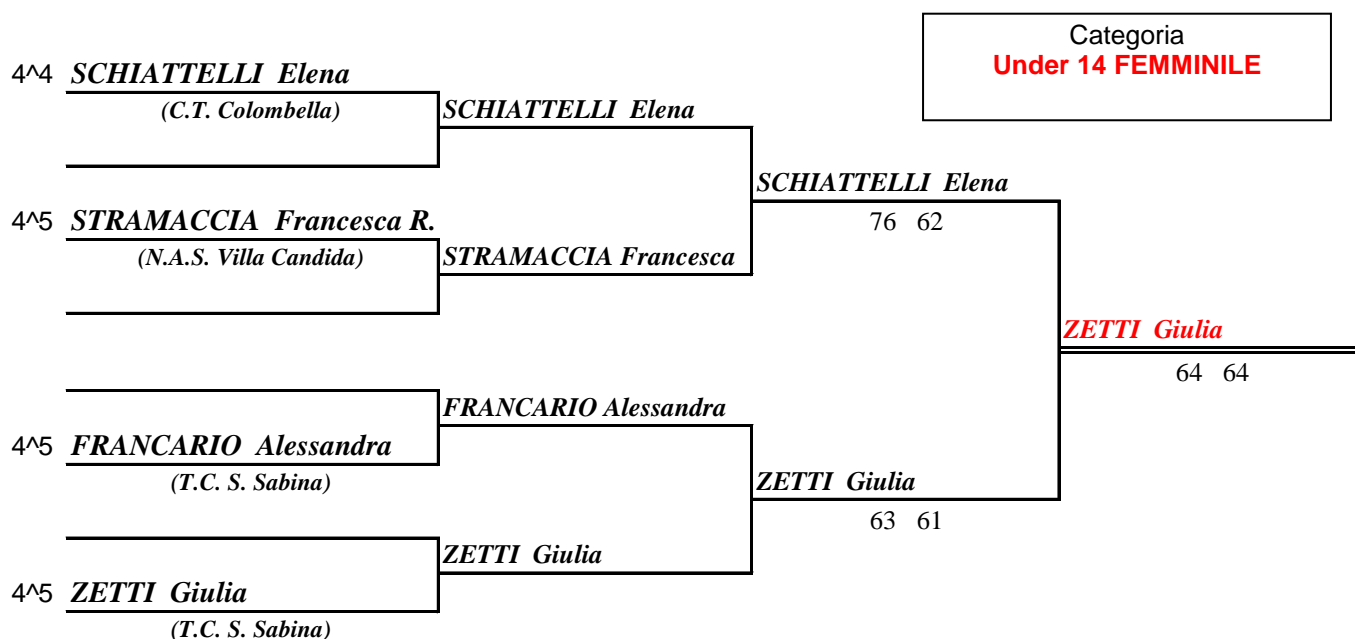 Categoria
Under 14 FEMMINILE
4^4 SCHIATTELLI Elena
(C.T. Colombella)
SCHIATTELLI Elena
SCHIATTELLI Elena
76 62
4^5 STRAMACCIA Francesca R.
(N.A.S. Villa Candida)
STRAMACCIA Francesca
ZETTI Giulia
64 64
FRANCARIO Alessandra
4^5 FRANCARIO Alessandra
(T.C. S. Sabina)
ZETTI Giulia
63 61
ZETTI Giulia
4^5 ZETTI Giulia
(T.C. S. Sabina)